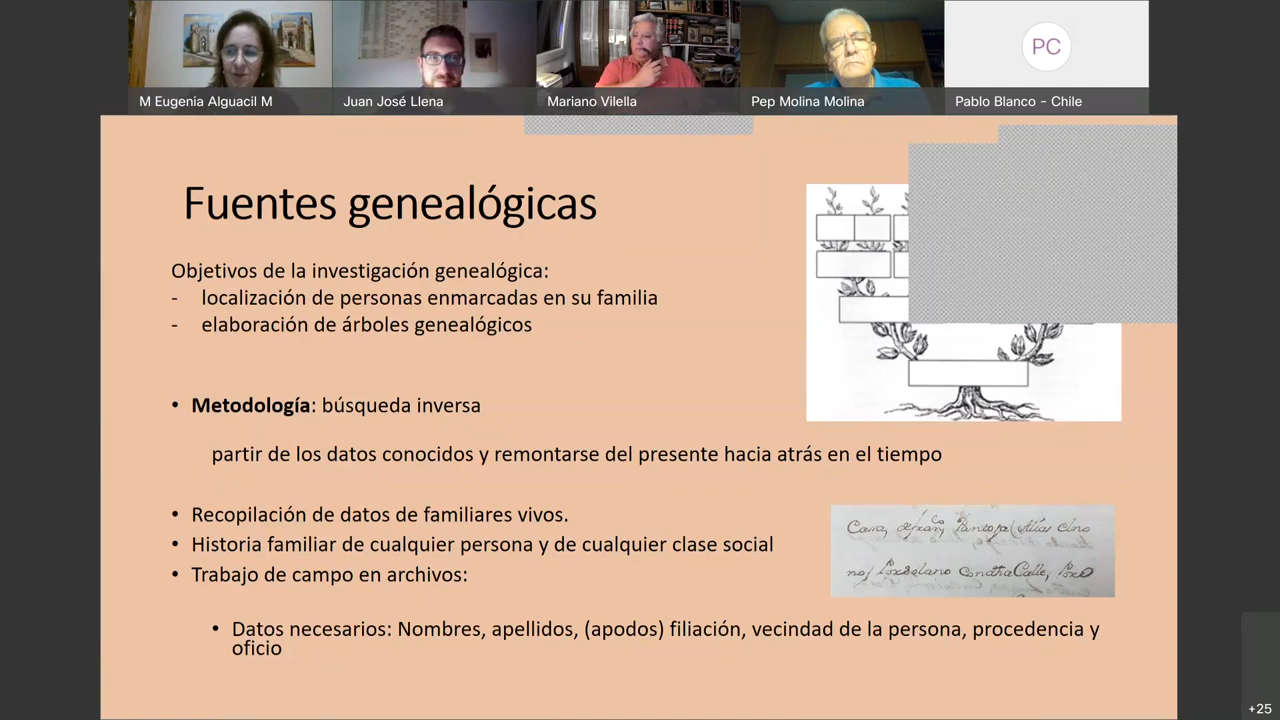 M Eugenia Alguacil M
Juan José Llena
Mariano Vilella
Pep Molina Molina
PC
Pablo Blanco - Chile
Fuentes genealógicas
Objetivos de la investigación genealógica:
- localización de personas enmarcadas en su familia
- elaboración de árboles genealógicos
• Metodología: búsqueda inversa
partir de los datos conocidos y remontarse del presente hacia atrás en el tiempo
• Recopilación de datos de familiares vivos.
• Historia familiar de cualquier persona y de cualquier clase social
• Trabajo de campo en archivos:
• Datos necesarios: Nombres, apellidos, (apodos) filiación, vecindad de la persona, procedencia y
oficio
Pantoja
Calle,
+25